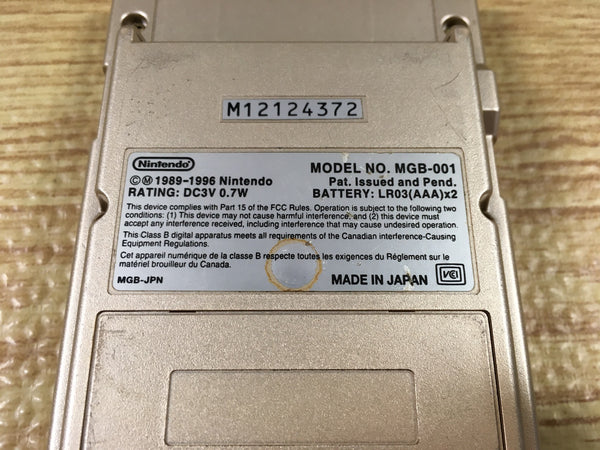 M12124372
Nintendo
©Ⓜ 1989-1996 Nintendo
RATING: DC3V 0.7W
MODEL NO. MGB-001
Pat. Issued and Pend.
BATTERY: LR03(AAA)x2
This device complies with Part 15 of the FCC Rules. Operation is subject to the following two
conditions: (1) This device may not cause harmful interference, and (2) this device must
accept any interference received, including interference that may cause undesired operation.
This Class B digital apparatus meets all requirements of the Canadian Interference-Causing
Equipment Regulations.
Cet appareil numérique de la classe B respecte toutes les exigences du Règlement sur le
matériel brouilleur du Canada.
MGB-JPN
MADE IN JAPAN
VCI